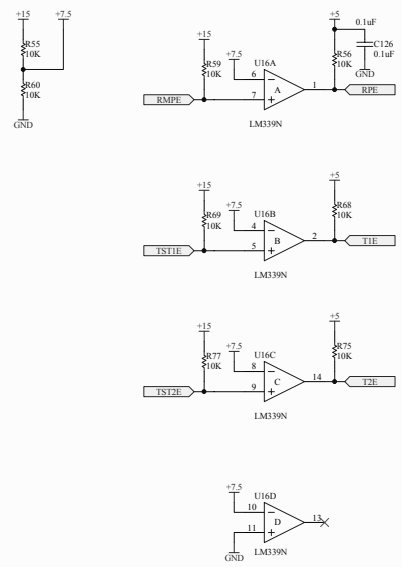 +15
+7.5
R55
10K
R60
10K
GND
+15
R59
10K
+7.5
U16A
6
7
A
1
LM339N
RMPE
+5
R56
10K
0.1uF
C126
0.1uF
GND
RPE
+15
R69
10K
+7.5
U16B
4
5
B
2
LM339N
TST1E
+5
R68
10K
T1E
+15
R77
10K
+7.5
U16C
8
9
C
14
LM339N
TST2E
+5
R75
10K
T2E
+7.5
U16D
10
11
D
13
GND
LM339N